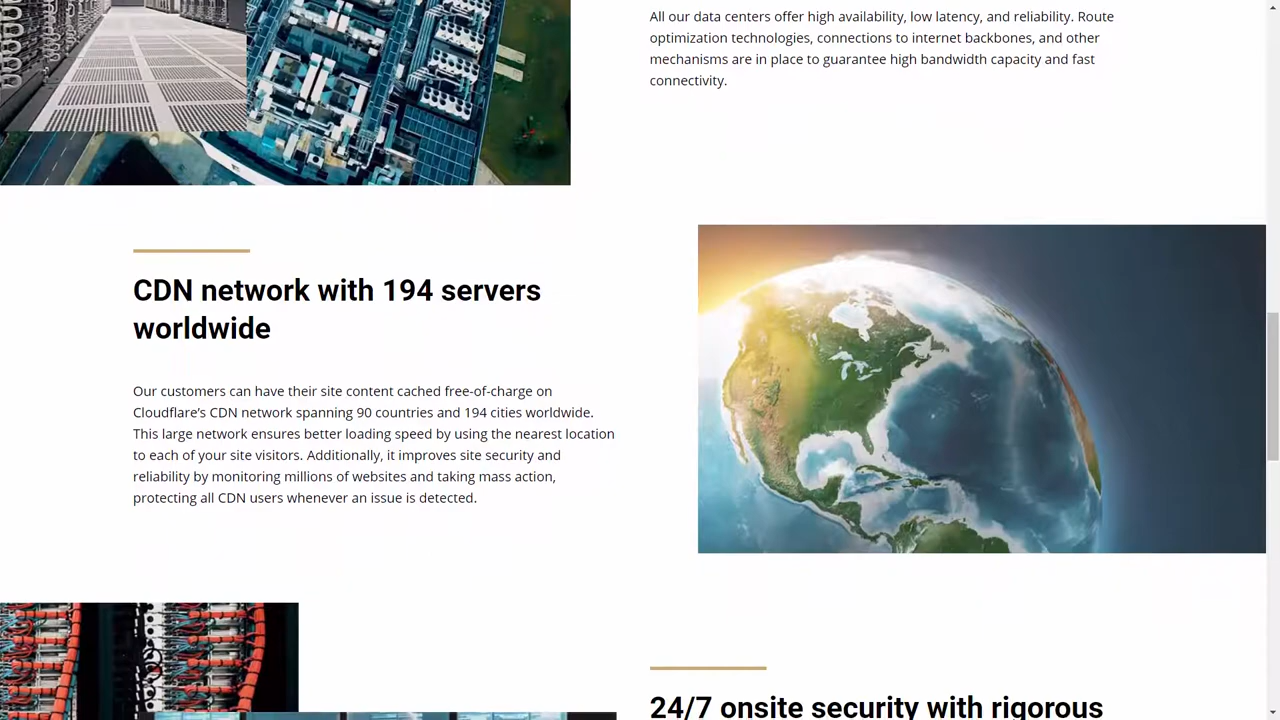 All our data centers offer high availability, low latency, and reliability. Route
optimization technologies, connections to internet backbones, and other
mechanisms are in place to guarantee high bandwidth capacity and fast
connectivity.
CDN network with 194 servers
worldwide
Our customers can have their site content cached free-of-charge on
Cloudflare's CDN network spanning 90 countries and 194 cities worldwide.
This large network ensures better loading speed by using the nearest location
to each of your site visitors. Additionally, it improves site security and
reliability by monitoring millions of websites and taking mass action,
protecting all CDN users whenever an issue is detected.
24/7 onsite security with rigorous